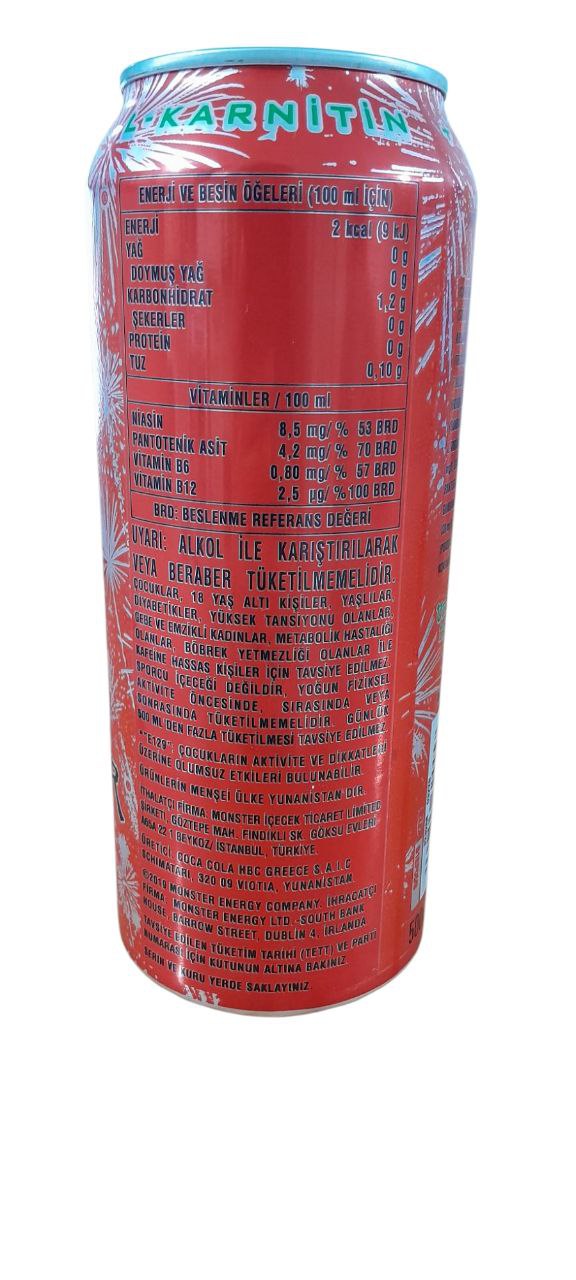 L-KARNİTİN
ENERJİ VE BESİN ÖĞELERİ (100 ml İÇİN)
ENERJİ 2 kcal (9 kJ)
YAĞ 0 g
DOYMUŞ YAĞ 0 g
KARBONHİDRAT 1,2 g
ŞEKERLER 0 g
PROTEİN 0 g
TUZ 0,10 g
VİTAMİNLER / 100 ml
NİASİN 8,5 mg/ % 53 BRD
PANTOTENİK ASİT 4,2 mg/ % 70 BRD
VİTAMİN B6 0,80 mg/ % 57 BRD
VİTAMİN B12 2,5 µg/ %100 BRD
BRD: BESLENME REFERANS DEĞERİ
UYARI: ALKOL İLE KARIŞTIRILARAK
VEYA BERABER TÜKETİLMEMELİDİR.
ÇOCUKLAR, 18 YAŞ ALTI KİŞİLER, YAŞLILAR,
DİYABETİKLER, YÜKSEK TANSİYONU OLANLAR,
GEBE VE EMZİKLİ KADINLAR, METABOLİK HASTALIĞI
OLANLAR, BÖBREK YETMEZLİĞİ OLANLAR İLE
KAFEİNE HASSAS KİŞİLER İÇİN TAVSİYE EDİLMEZ.
SPORCU İÇECEĞİ DEĞİLDİR, YOĞUN FİZİKSEL
AKTİVİTE ÖNCESİNDE, SIRASINDA VEYA
SONRASINDA TÜKETİLMEMELİDİR. GÜNLÜK
500 ML'DEN FAZLA TÜKETİLMESİ TAVSİYE EDİLMEZ.
*"E129": ÇOCUKLARIN AKTİVİTE VE DİKKATLERİ
ÜZERİNE OLUMSUZ ETKİLERİ BULUNABİLİR.
ÜRÜNLERİN MENŞEİ ÜLKE YUNANİSTAN'DIR.
İTHALATÇI FİRMA: MONSTER İÇECEK TİCARET LİMİTED
ŞİRKETİ, GÖZTEPE MAH. FINDIKLI SK. GÖKSU EVLERİ
A66A 22 1 BEYKOZ/ İSTANBUL, TÜRKİYE.
ÜRETİCİ: COCA COLA HBC GREECE S.A.I.C
SCHIMATARI, 320 09 VIOTIA, YUNANİSTAN.
©2019 MONSTER ENERGY COMPANY. İHRACATÇI
FİRMA: MONSTER ENERGY LTD.-SOUTH BANK
HOUSE, BARROW STREET, DUBLİN 4, İRLANDA
TAVSİYE EDİLEN TÜKETİM TARİHİ (TETT) VE PARTİ
NUMARASI İÇİN KUTUNUN ALTINA BAKINIZ.
SERİN VE KURU YERDE SAKLAYINIZ.